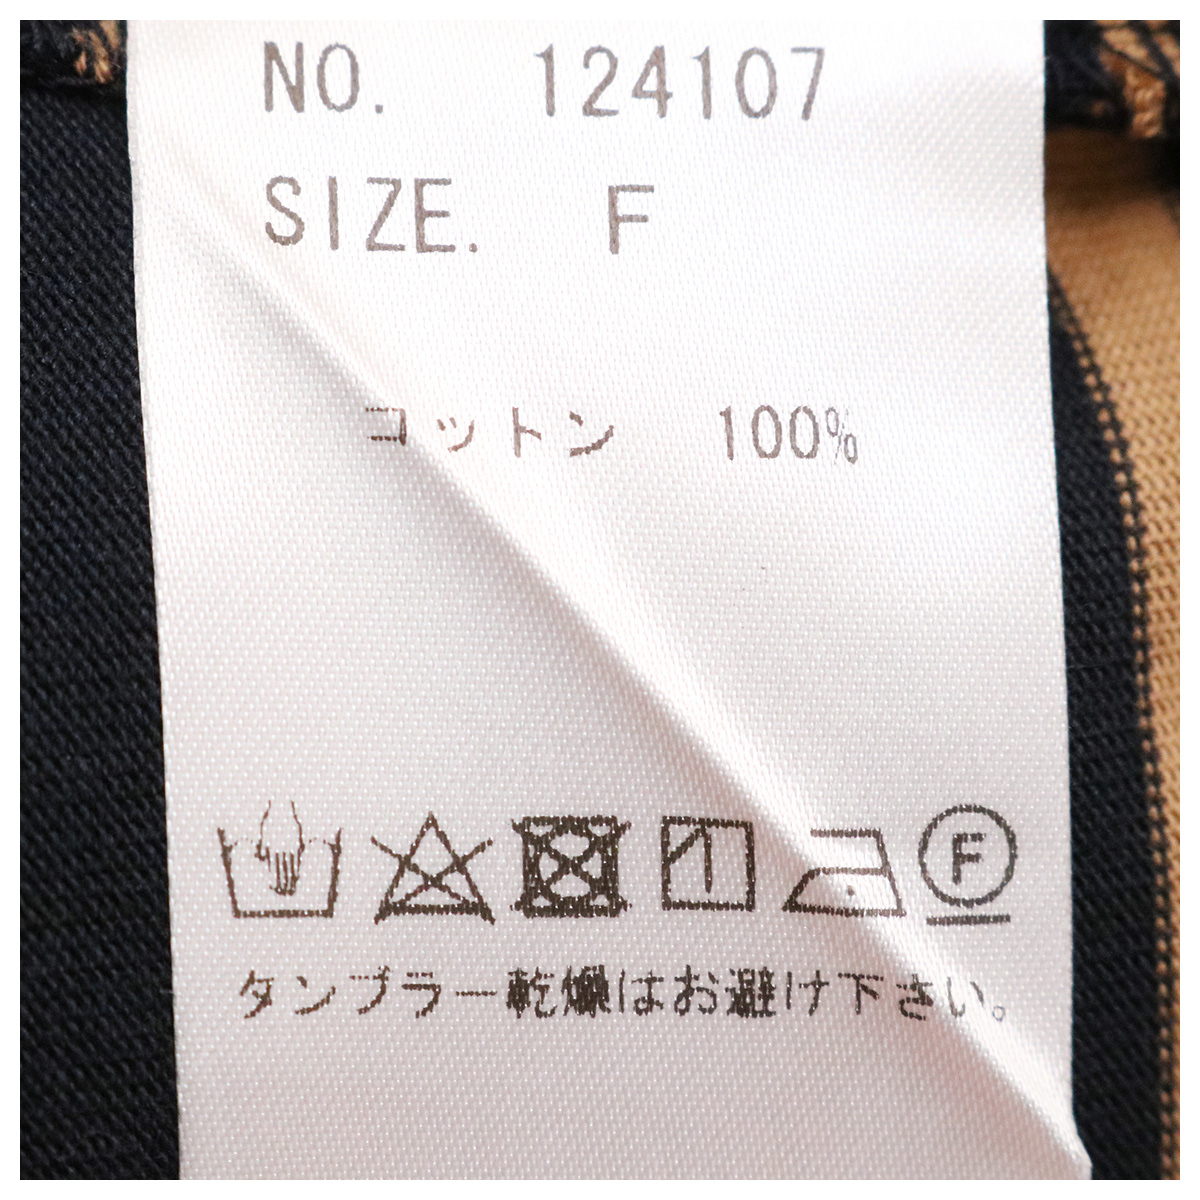 NO. 124107
SIZE. F
コットン 100%
F
タンブラー乾燥はお避け下さい。